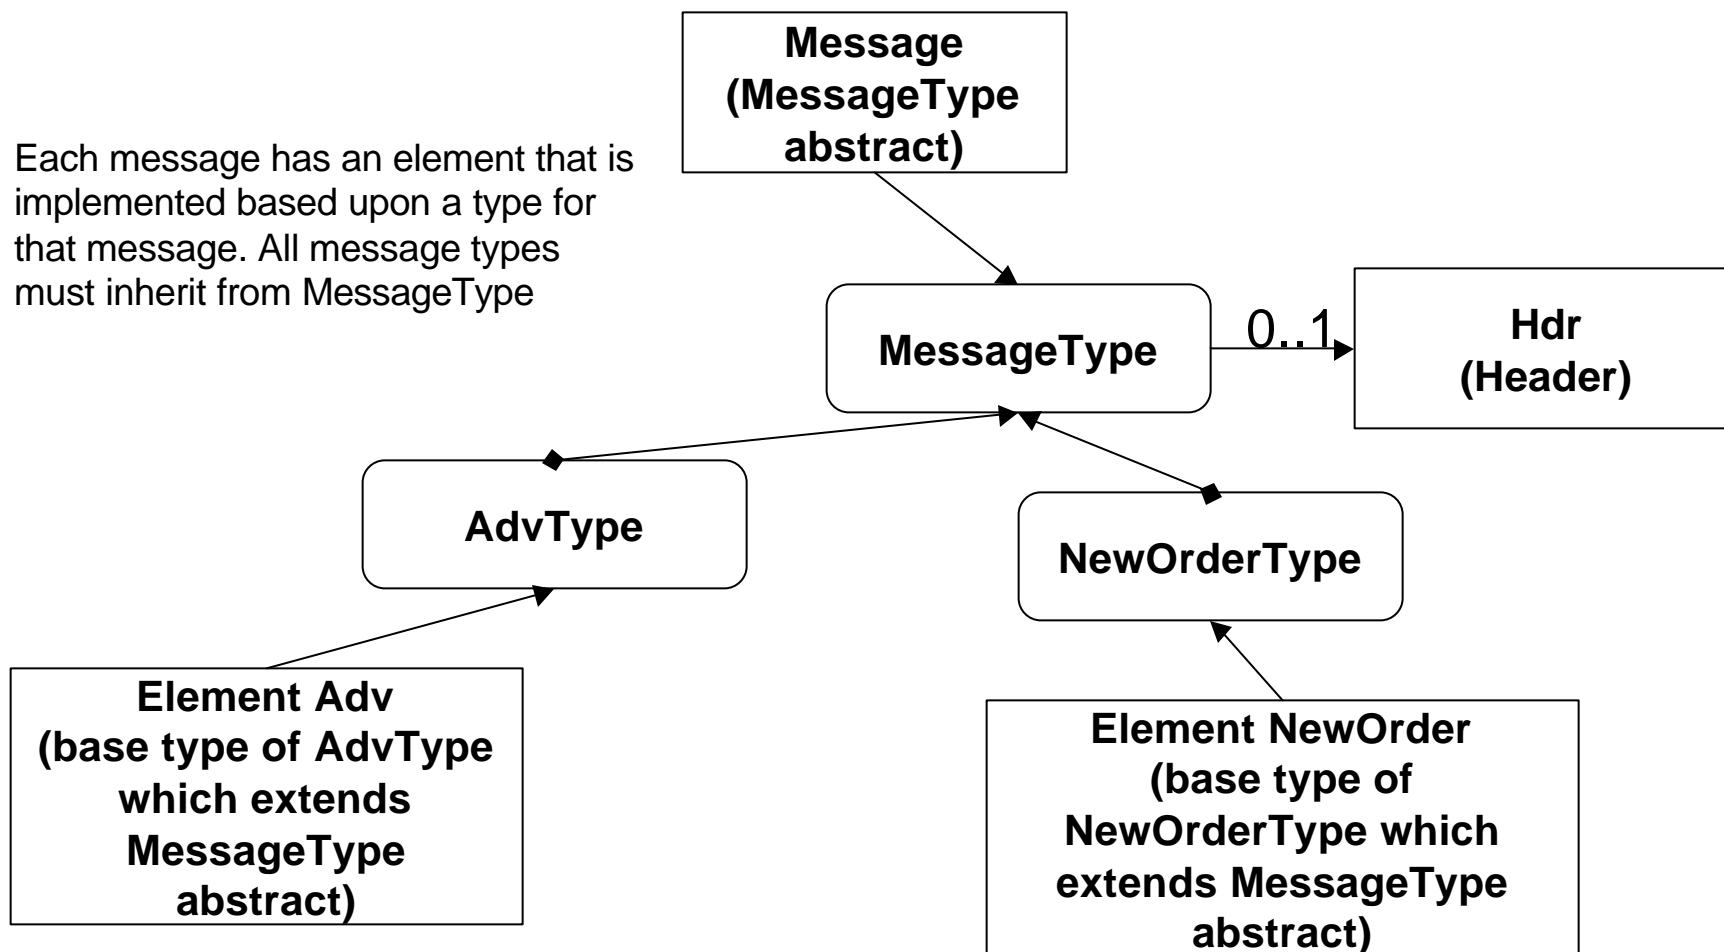 Message
(MessageType
abstract)
Each message has an element that is
implemented based upon a type for
that message. All message types
must inherit from MessageType
MessageType
0..1
Hdr
(Header)
AdvType
NewOrderType
Element Adv
(base type of AdvType
which extends
MessageType
abstract)
Element NewOrder
(base type of
NewOrderType which
extends MessageType
abstract)